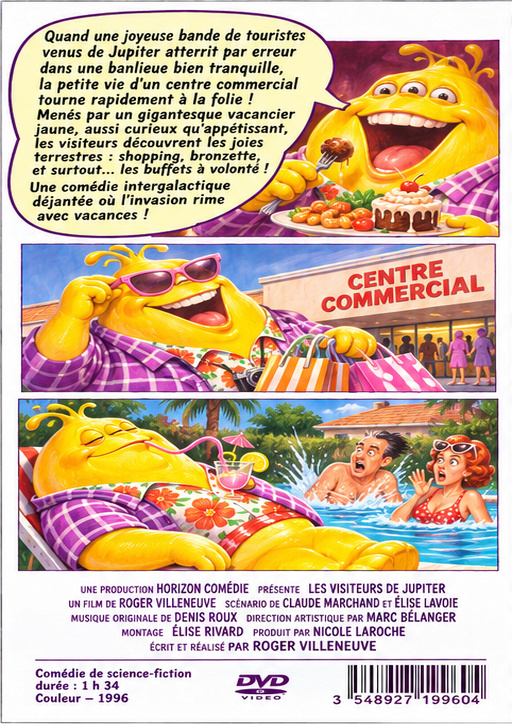 Quand une joyeuse bande de touristes
venus de Jupiter atterrit par erreur
dans une banlieue bien tranquille,
la petite vie d'un centre commercial
tourne rapidement à la folie !
Menés par un gigantesque vacancier
jaune, aussi curieux qu'appétissant,
les visiteurs découvrent les joies
terrestres : shopping, bronzette,
et surtout... les buffets à volonté !
Une comédie intergalactique
déjantée où l'invasion rime
avec vacances !
CENTRE
COMMERCIAL
UNE PRODUCTION HORIZON COMÉDIE PRÉSENTE LES VISITEURS DE JUPITER
UN FILM DE ROGER VILLENEUVE SCÉNARIO DE CLAUDE MARCHAND ET ÉLISE LAVOIE
MUSIQUE ORIGINALE DE DENIS ROUX DIRECTION ARTISTIQUE PAR MARC BÉLANGER
MONTAGE ÉLISE RIVARD PRODUIT PAR NICOLE LAROCHE
ÉCRIT ET RÉALISÉ PAR ROGER VILLENEUVE
Comédie de science-fiction
durée : 1 h 34
Couleur – 1996
DVD
VIDEO
3 548927 199604